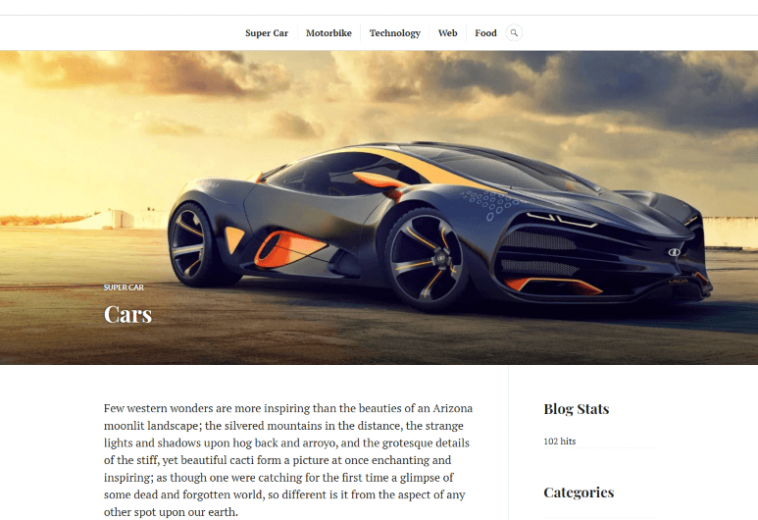 Super Car Motorbike Technology Web Food
SUPER CAR
Cars
Few western wonders are more inspiring than the beauties of an Arizona
moonlit landscape; the silvered mountains in the distance, the strange
lights and shadows upon hog back and arroyo, and the grotesque details
of the stiff, yet beautiful cacti form a picture at once enchanting and
inspiring; as though one were catching for the first time a glimpse of
some dead and forgotten world, so different is it from the aspect of any
other spot upon our earth.
Blog Stats
102 hits
Categories